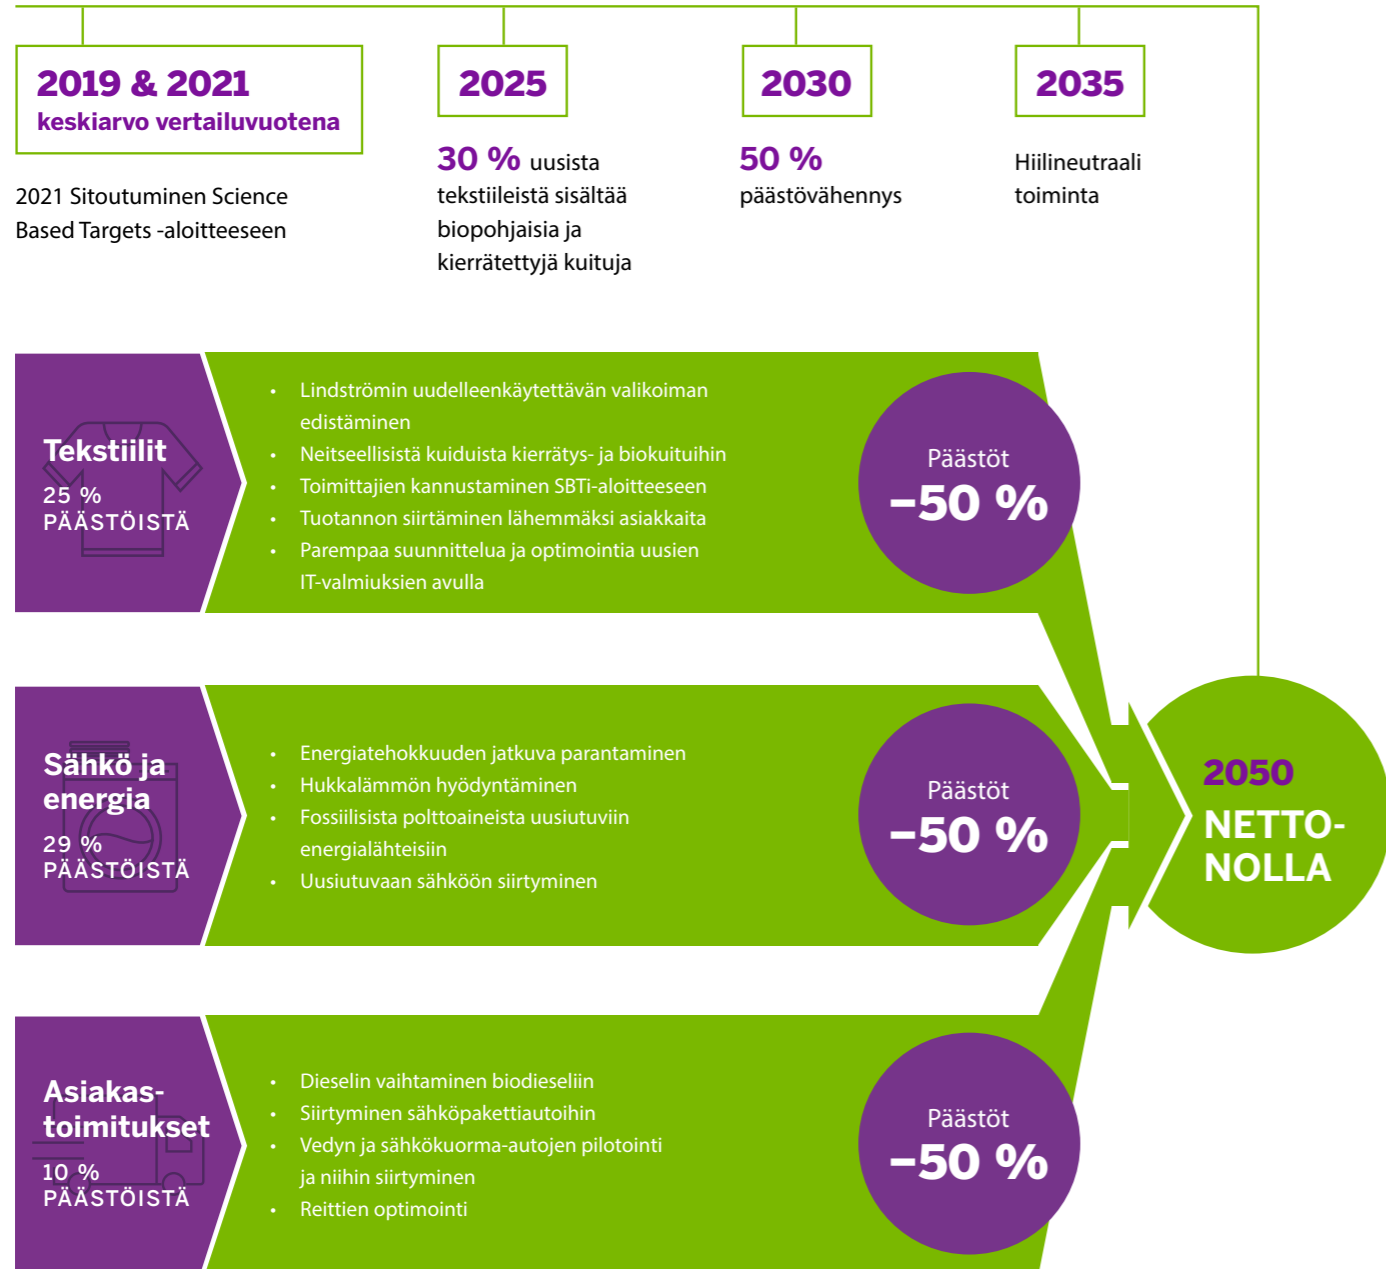 2019 & 2021
keskiarvo vertailuvuotena
2021 Sitoutuminen Science
Based Targets -aloitteeseen
2025
30 % uusista
tekstiileistä sisältää
biopohjaisia ja
kierrätettyjä kuituja
2030
50 %
päästövähennys
2035
Hiilineutraali
toiminta
Tekstiilit
25 %
PÄÄSTÖISTÄ
• Lindströmin uudelleenkäytettävän valikoiman
edistäminen
• Neitseellisistä kuiduista kierrätys- ja biokuituihin
• Toimittajien kannustaminen SBTi-aloitteeseen
• Tuotannon siirtäminen lähemmäksi asiakkaita
• Parempaa suunnittelua ja optimointia uusien
IT-valmiuksien avulla
Päästöt
−50 %
Sähkö ja
energia
29 %
PÄÄSTÖISTÄ
• Energiatehokkuuden jatkuva parantaminen
• Hukkalämmön hyödyntäminen
• Fossiilisista polttoaineista uusiutuviin
energialähteisiin
• Uusiutuvaan sähköön siirtyminen
Päästöt
−50 %
Asiakas-
toimitukset
10 %
PÄÄSTÖISTÄ
• Dieselin vaihtaminen biodieseliin
• Siirtyminen sähköpakettiautoihin
• Vedyn ja sähkökuorma-autojen pilotointi
ja niihin siirtyminen
• Reittien optimointi
Päästöt
−50 %
2050
NETTO-
NOLLA